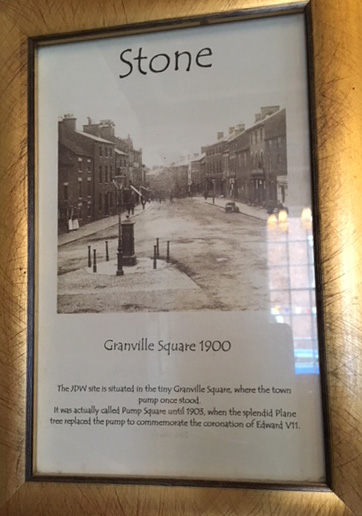 Stone
Granville Square 1900
The JDW site is situated in the tiny Granville Square, where the town
pump once stood.
It was actually called Pump Square until 1903, when the splendid Plane
tree replaced the pump to commemorate the coronation of Edward V11.